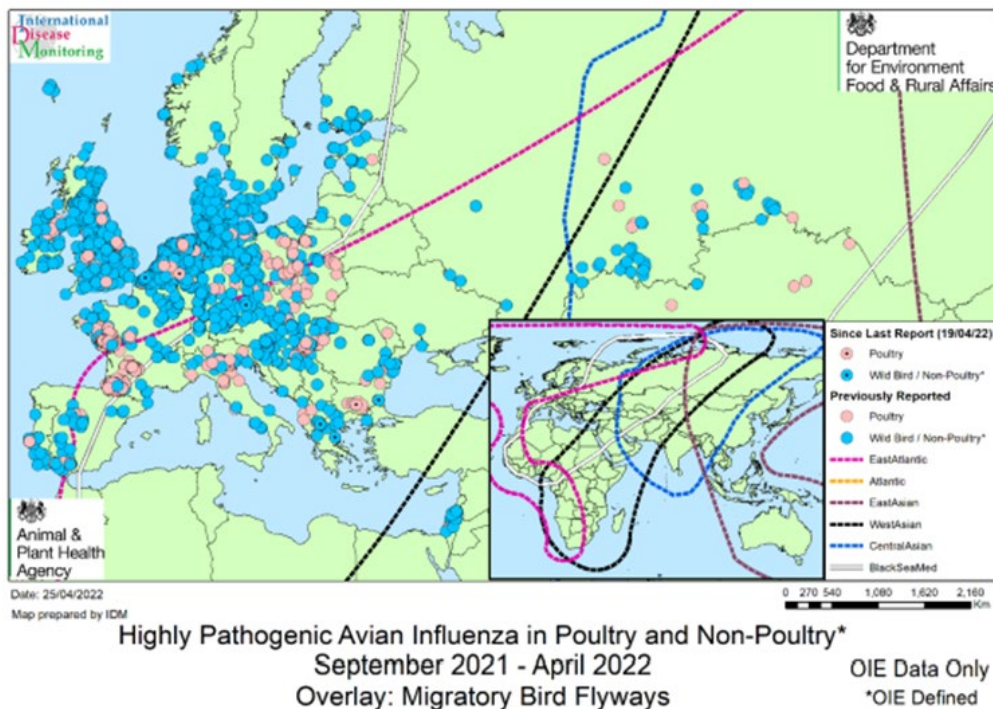 International
Disease
Monitoring
Department
for Environment
Food & Rural Affairs
Since Last Report (19/04/22)
Poultry
Wild Bird / Non-Poultry*
Previously Reported
Poultry
Wild Bird / Non-Poultry*
EastAtlantic
Atlantic
EastAsian
WestAsian
CentralAsian
BlackSeaMed
Animal &
Plant Health
Agency
Date: 25/04/2022
Map prepared by IDM
0 270 540 1,080 1,620 2,160
Km
Highly Pathogenic Avian Influenza in Poultry and Non-Poultry*
September 2021 - April 2022
Overlay: Migratory Bird Flyways
OIE Data Only
*OIE Defined